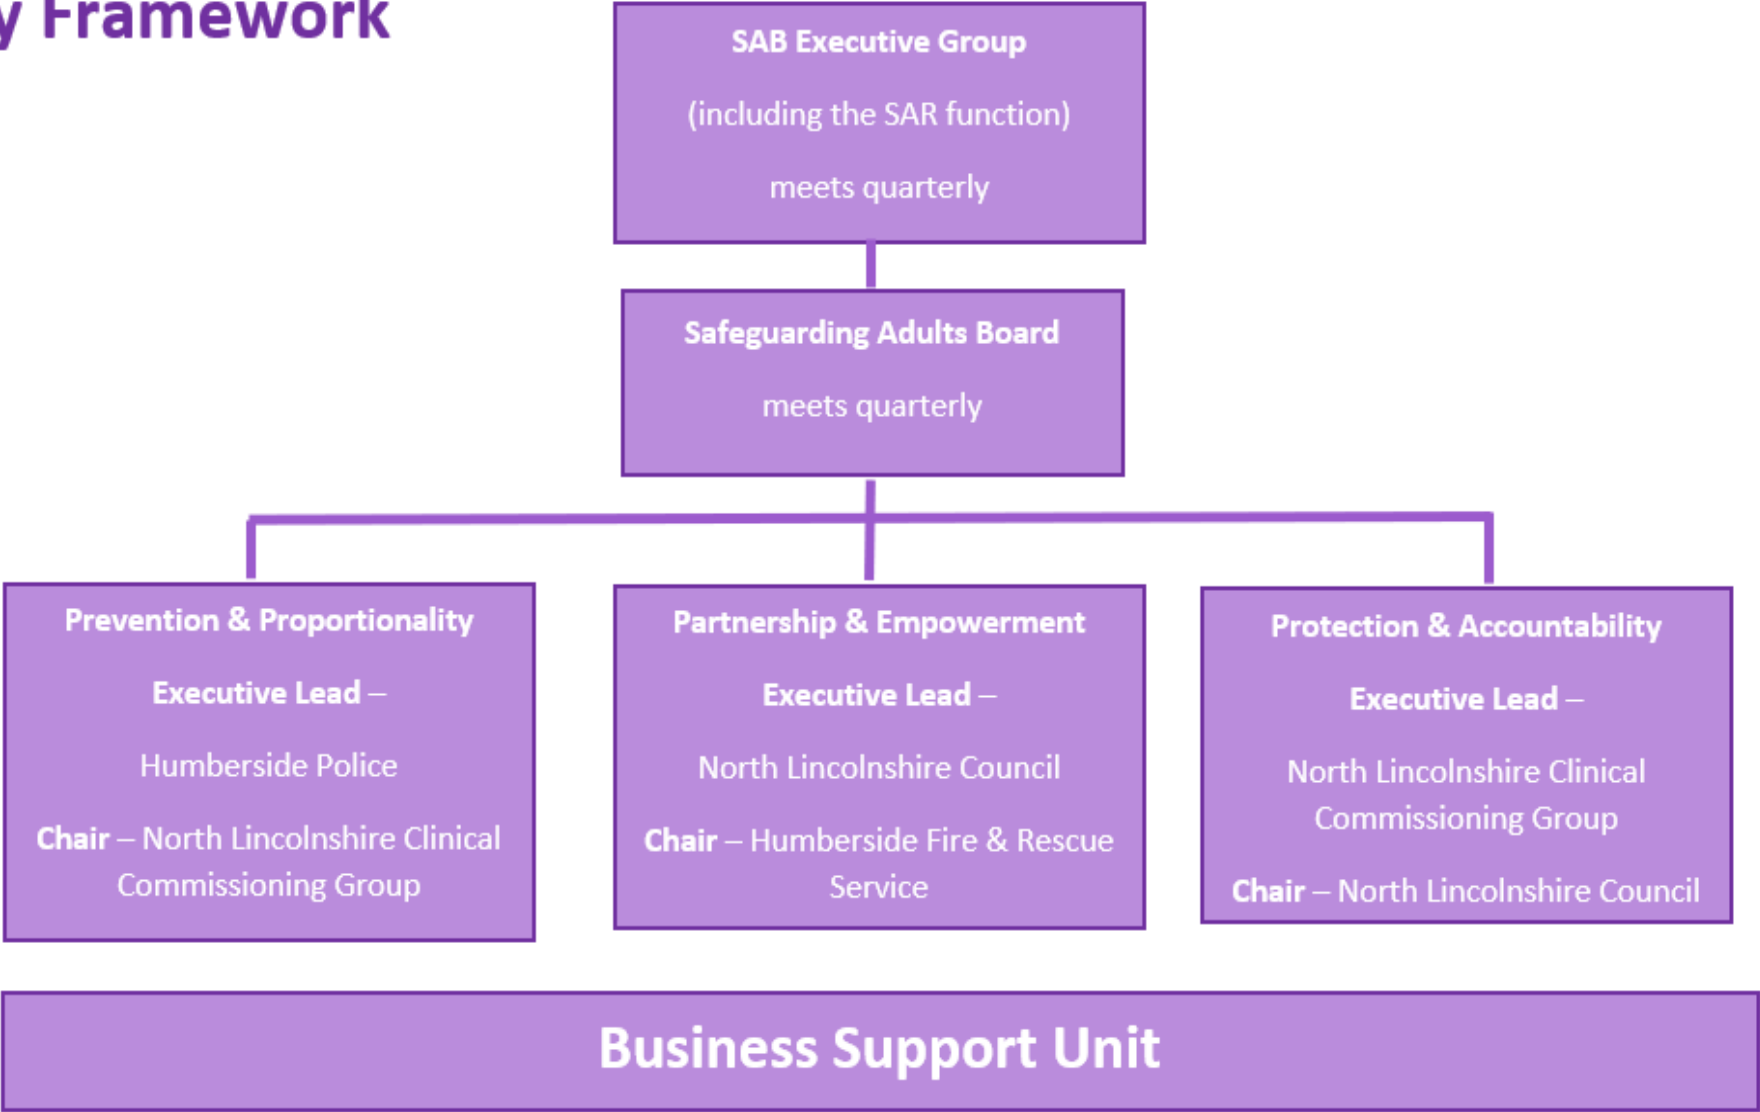 y Framework
SAB Executive Group
(including the SAR function)
meets quarterly
Safeguarding Adults Board
meets quarterly
Prevention & Proportionality
Executive Lead –
Humberside Police
Chair – North Lincolnshire Clinical
Commissioning Group
Partnership & Empowerment
Executive Lead –
North Lincolnshire Council
Chair – Humberside Fire & Rescue
Service
Protection & Accountability
Executive Lead –
North Lincolnshire Clinical
Commissioning Group
Chair – North Lincolnshire Council
Business Support Unit